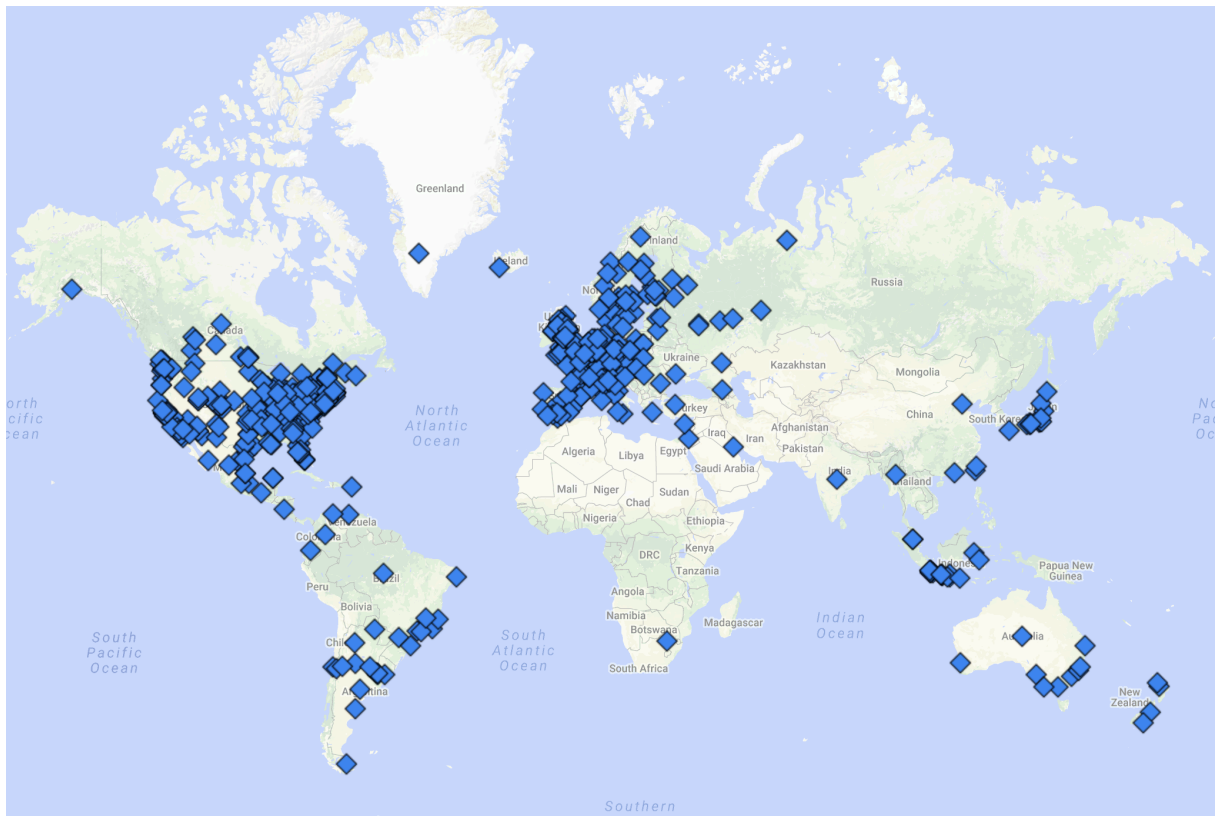 Greenland
Iceland
Finland
Russia
Canada
Ukraine
Kazakhstan
Mongolia
North
Atlantic
Ocean
Turkey
China
South Korea
Japan
Iraq
Iran
Afghanistan
Pakistan
Algeria
Libya
Egypt
Saudi Arabia
India
Thailand
Mali
Niger
Chad
Sudan
Nigeria
Ethiopia
Venezuela
Colombia
DRC
Kenya
Tanzania
Indonesia
Papua New
Guinea
Peru
Brazil
Bolivia
Angola
Namibia
Botswana
Madagascar
Indian
Ocean
South
Pacific
Ocean
Chile
South
Atlantic
Ocean
South Africa
Australia
Argentina
New
Zealand
Southern